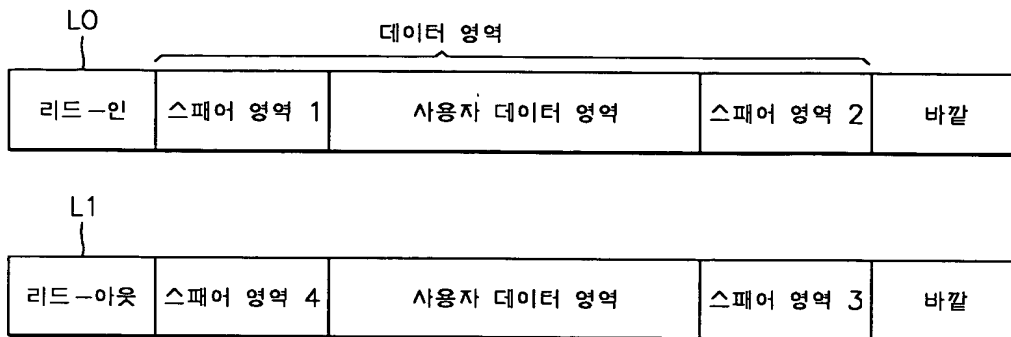 L0
데이터 영역
리드-인 스패어 영역 1 사용자 데이터 영역 스패어 영역 2 바깥
L1
리드-아웃 스패어 영역 4 사용자 데이터 영역 스패어 영역 3 바깥